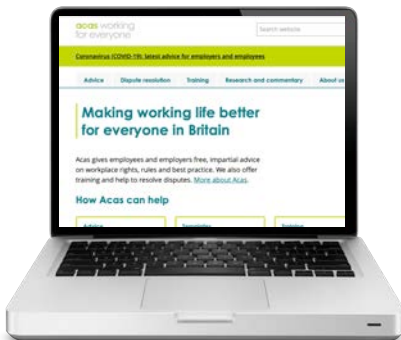 acas working
for everyone
Search website
Coronavirus (COVID-19): latest advice for employers and employees
Advice Dispute resolution Training Research and commentary About us
Making working life better
for everyone in Britain
Acas gives employees and employers free, impartial advice
on workplace rights, rules and best practice. We also offer
training and help to resolve disputes. More about Acas.
How Acas can help
Advice Templates Training